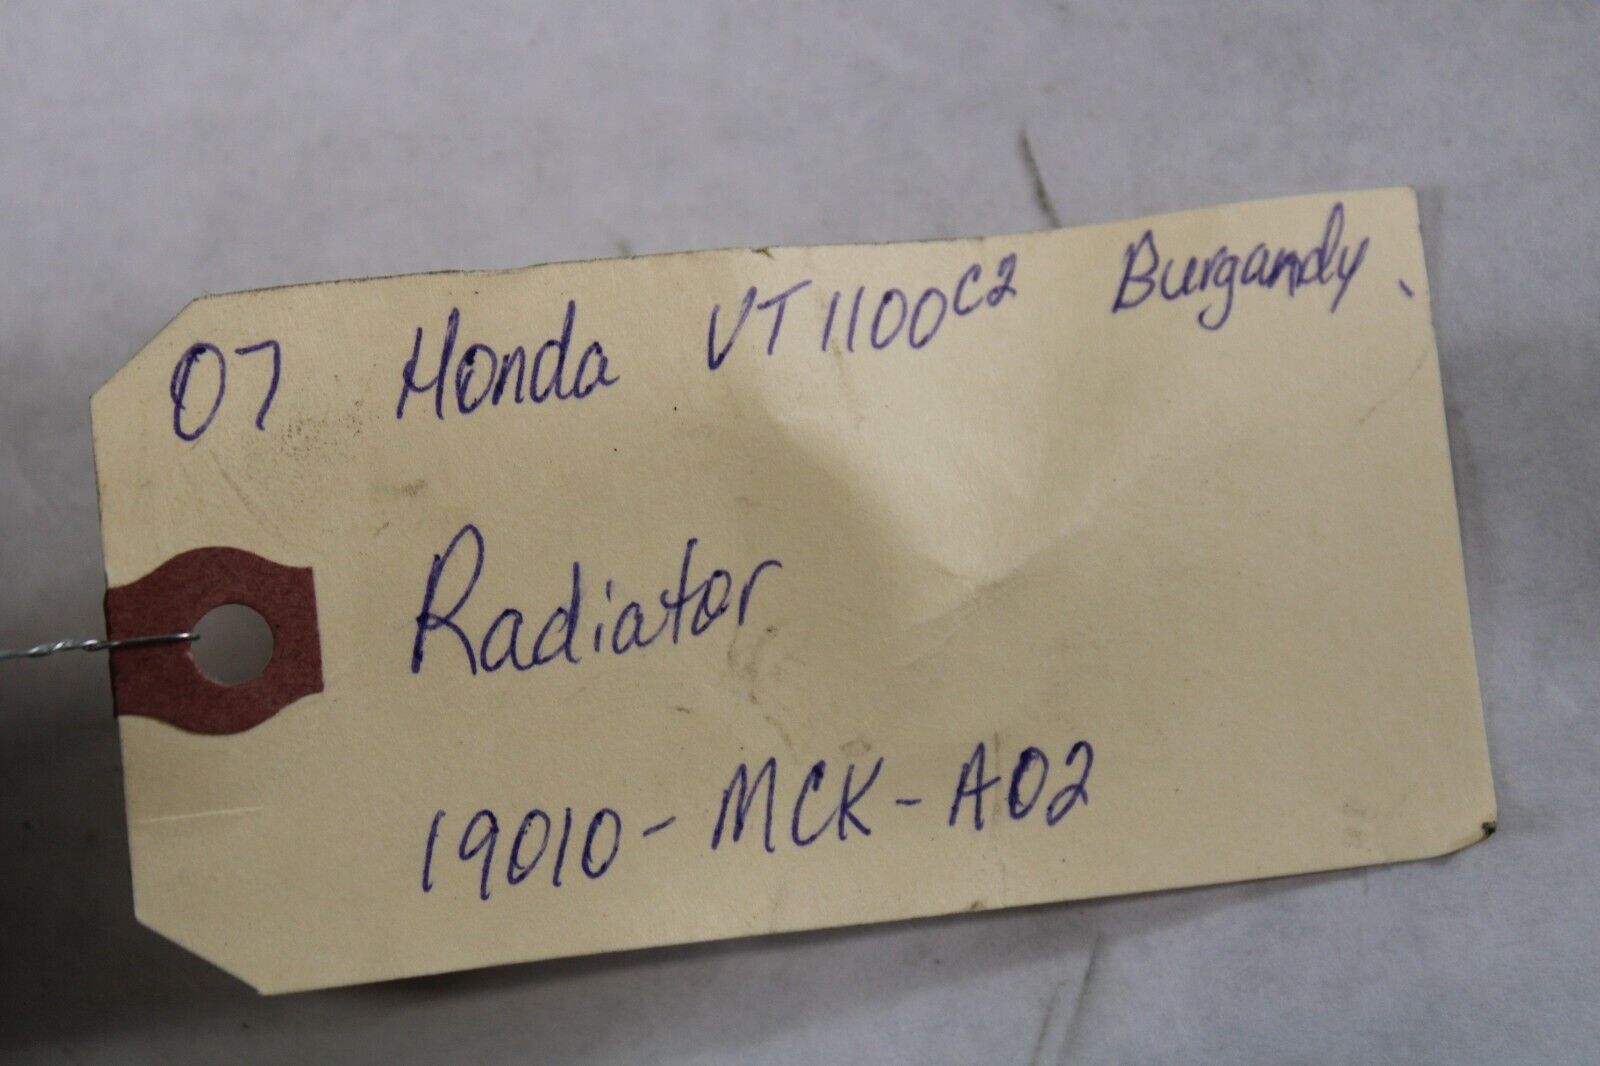 07 Honda VT1100C2 Burgandy.
Radiator
19010-MCK-A02